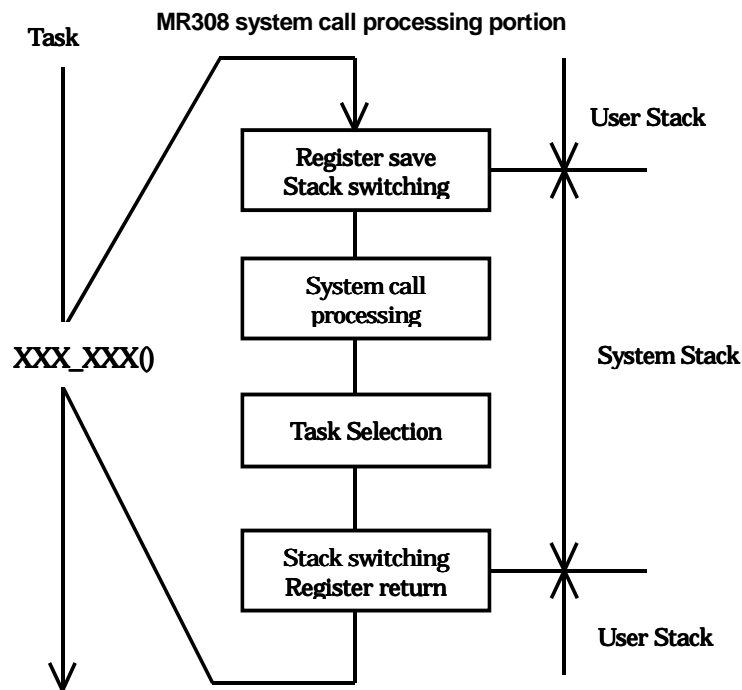 MR308 system call processing portion
Task
User Stack
Register save
Stack switching
System call
processing
XXX_XXX()
System Stack
Task Selection
Stack switching
Register return
User Stack